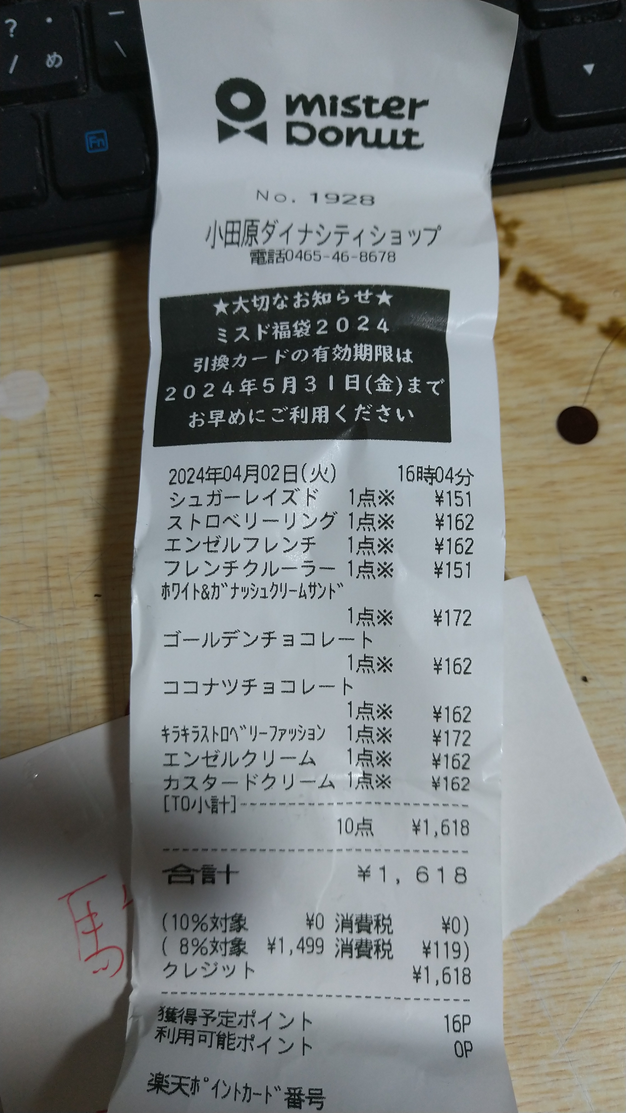 ? ・
/ め
Fn
mister
Donut
No. 1928
小田原ダイナシティショップ
電話0465-46-8678
★大切なお知らせ★
ミスド福袋2024
引換カードの有効期限は
2024年5月31日(金)まで
お早めにご利用ください
2024年04月02日(火) 16時04分
シュガーレイズド 1点※ ¥151
ストロベリーリング 1点※ ¥162
エンゼルフレンチ 1点※ ¥162
フレンチクルーラー 1点※ ¥151
ﾎﾜｲﾄ&ｶﾞﾅｯｼｭｸﾘｰﾑｻﾝﾄﾞ
1点※ ¥172
ゴールデンチョコレート
1点※ ¥162
ココナツチョコレート
1点※ ¥162
ｷﾗｷﾗｽﾄﾛﾍﾞﾘｰﾌｧｯｼｮﾝ 1点※ ¥172
エンゼルクリーム 1点※ ¥162
カスタードクリーム 1点※ ¥162
[TO小計]
10点 ¥1,618
合計 ¥1,618
(10%対象 ¥0 消費税 ¥0)
( 8%対象 ¥1,499 消費税 ¥119)
クレジット ¥1,618
獲得予定ポイント 16P
利用可能ポイント 0P
楽天ﾎﾟｲﾝﾄｶｰﾄﾞ番号
馬